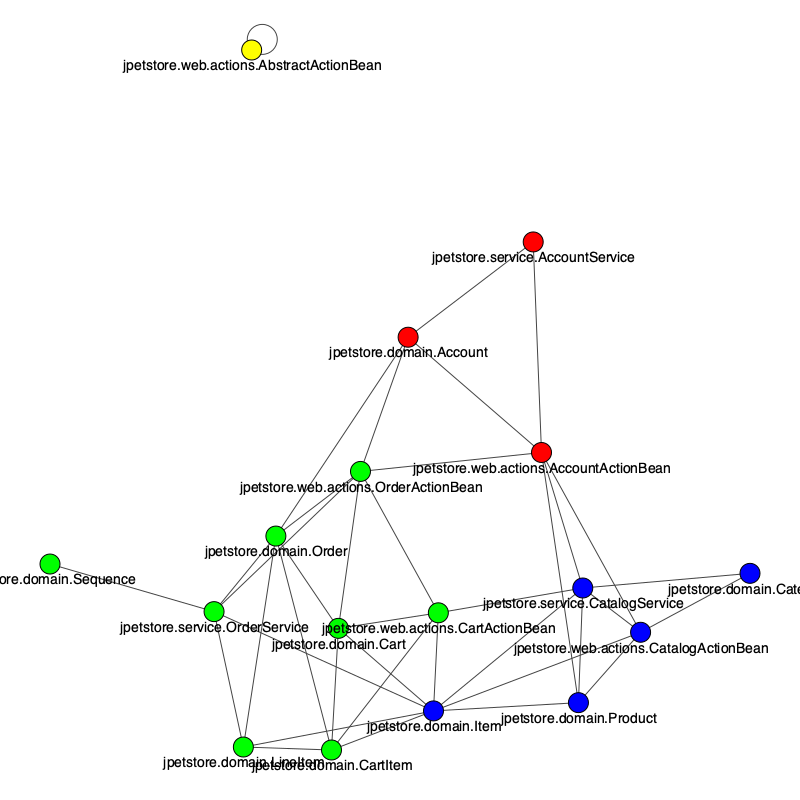 jpetstore.web.actions.AbstractActionBean
jpetstore.service.AccountService
jpetstore.domain.Account
jpetstore.web.actions.AccountActionBean
jpetstore.web.actions.OrderActionBean
jpetstore.domain.Order
ore.domain.Sequence
jpetstore.domain.Cate
jpetstore.service.CatalogService
jpetstore.service.OrderService
jpetstore.web.actions.CartActionBean
jpetstore.domain.Cart
jpetstore.web.actions.CatalogActionBean
jpetstore.domain.Product
jpetstore.domain.Item
jpetstore.domain.LineItem
jpetstore.domain.CartItem